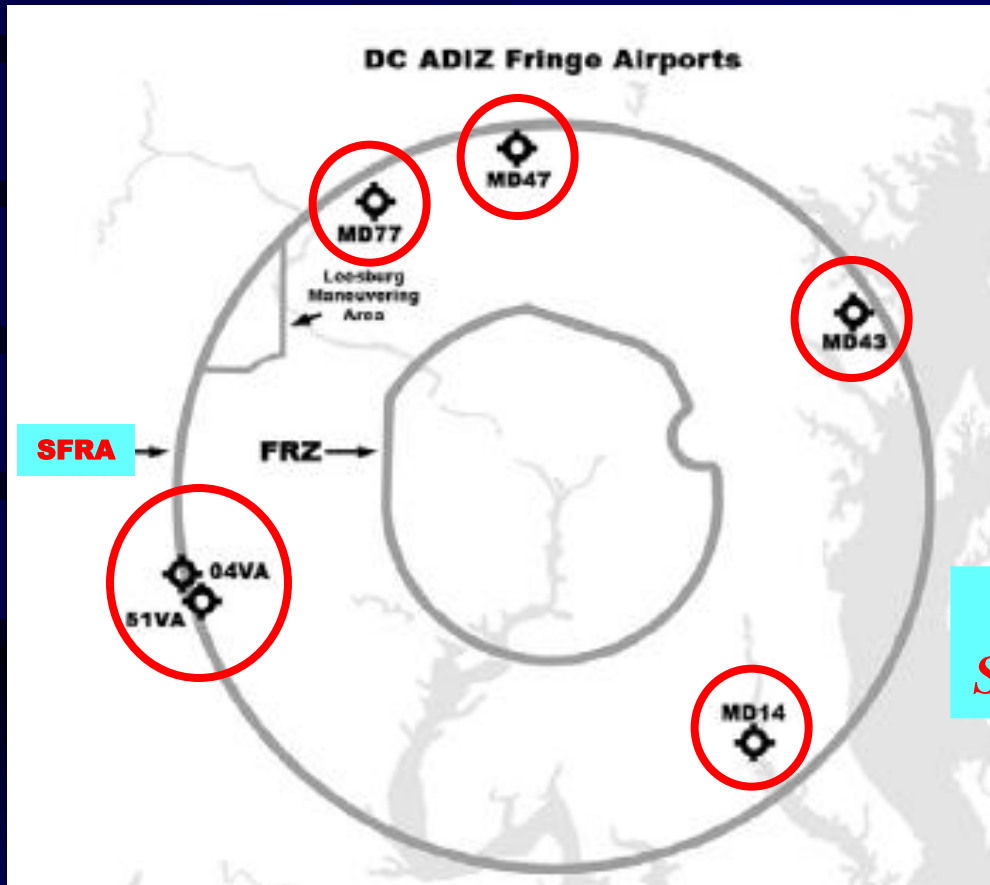 DC ADIZ Fringe Airports
MD47
MD77
Leesburg
Maneuvering
Area
MD43
SFRA
FRZ
04VA
51VA
MD14
S